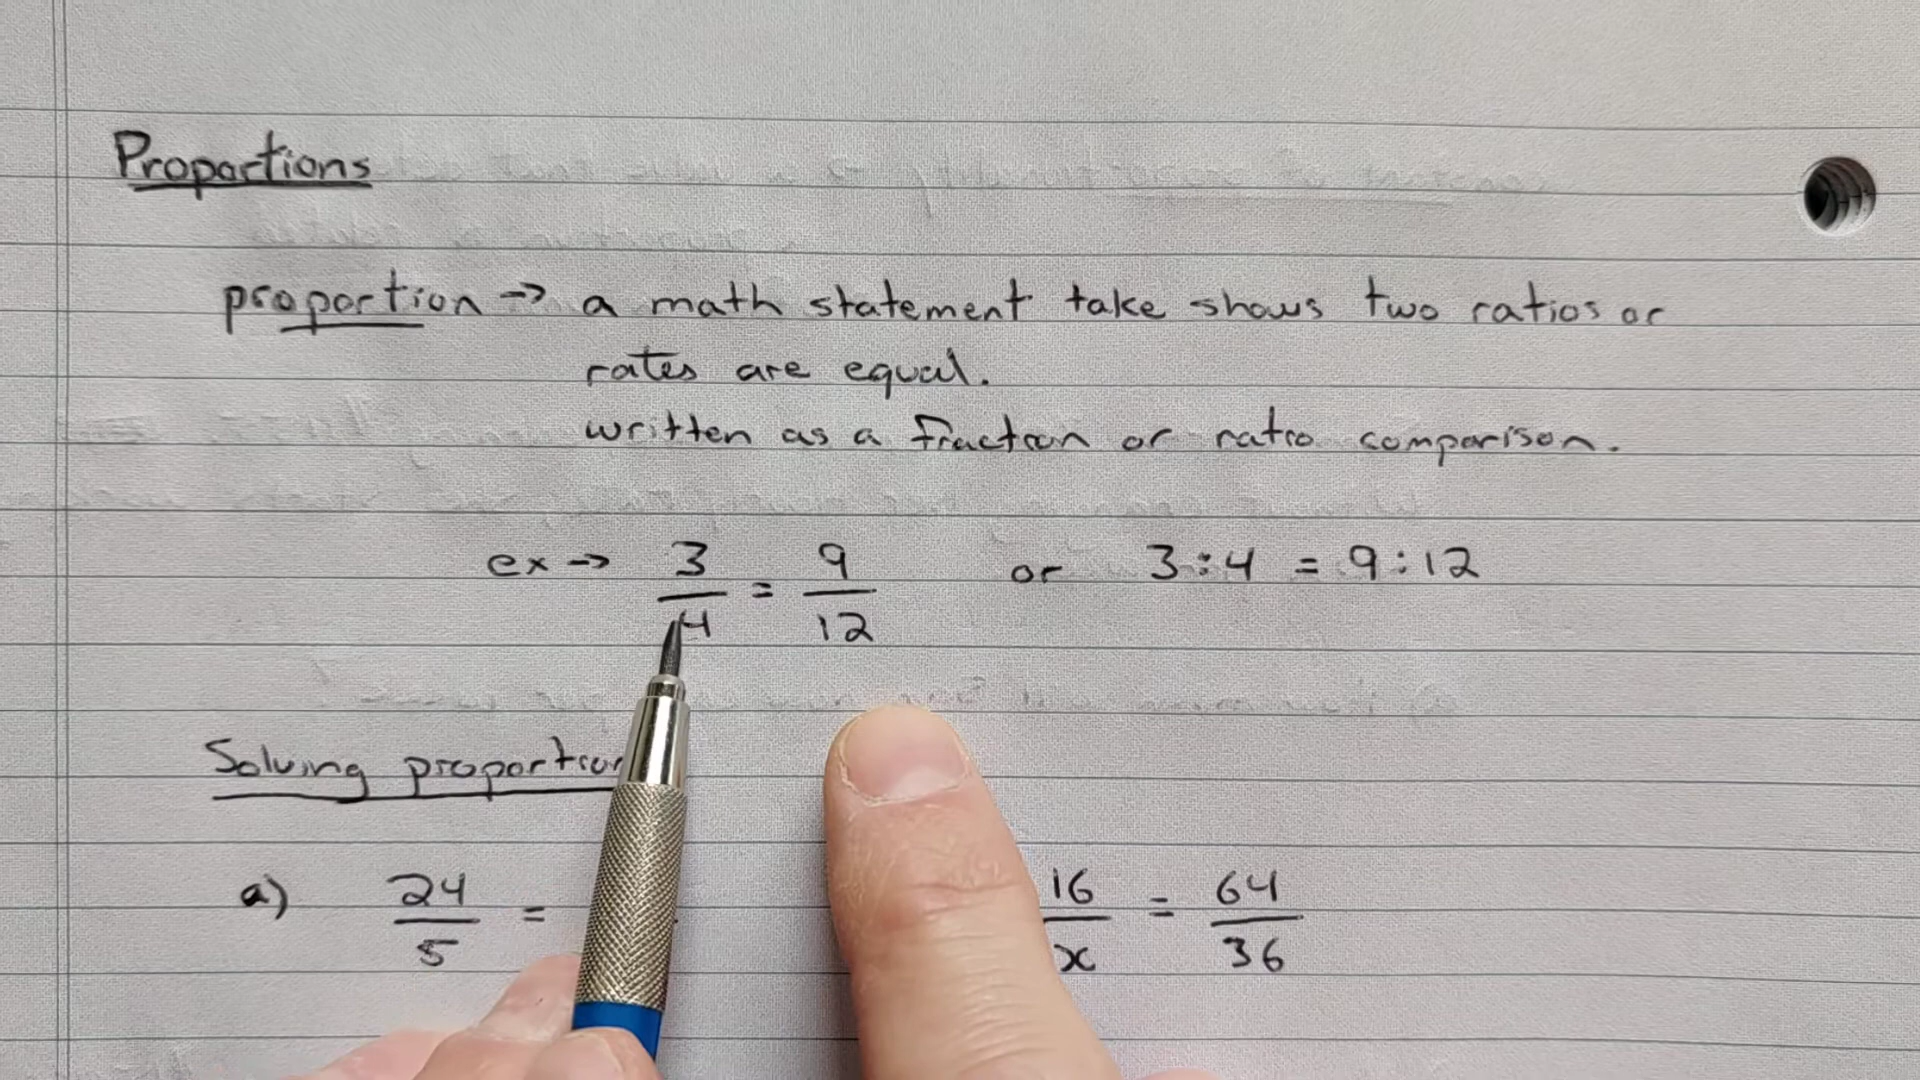 Proportions
proportion → a math statement take shows two ratios or
rates are equal.
written as a fraction or ratio comparison.
ex → 3/4 = 9/12 or 3:4 = 9:12
Solving
a) 24/5 = 16/x = 64/36